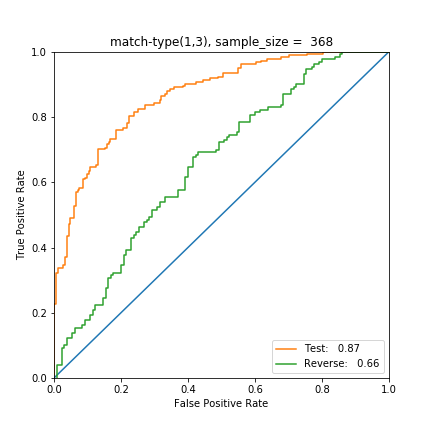 match-type(1,3), sample_size =  368
True Positive Rate
1.0
0.8
0.6
0.4
0.2
0.0
0.0 0.2 0.4 0.6 0.8 1.0
False Positive Rate
Test:   0.87
Reverse:   0.66